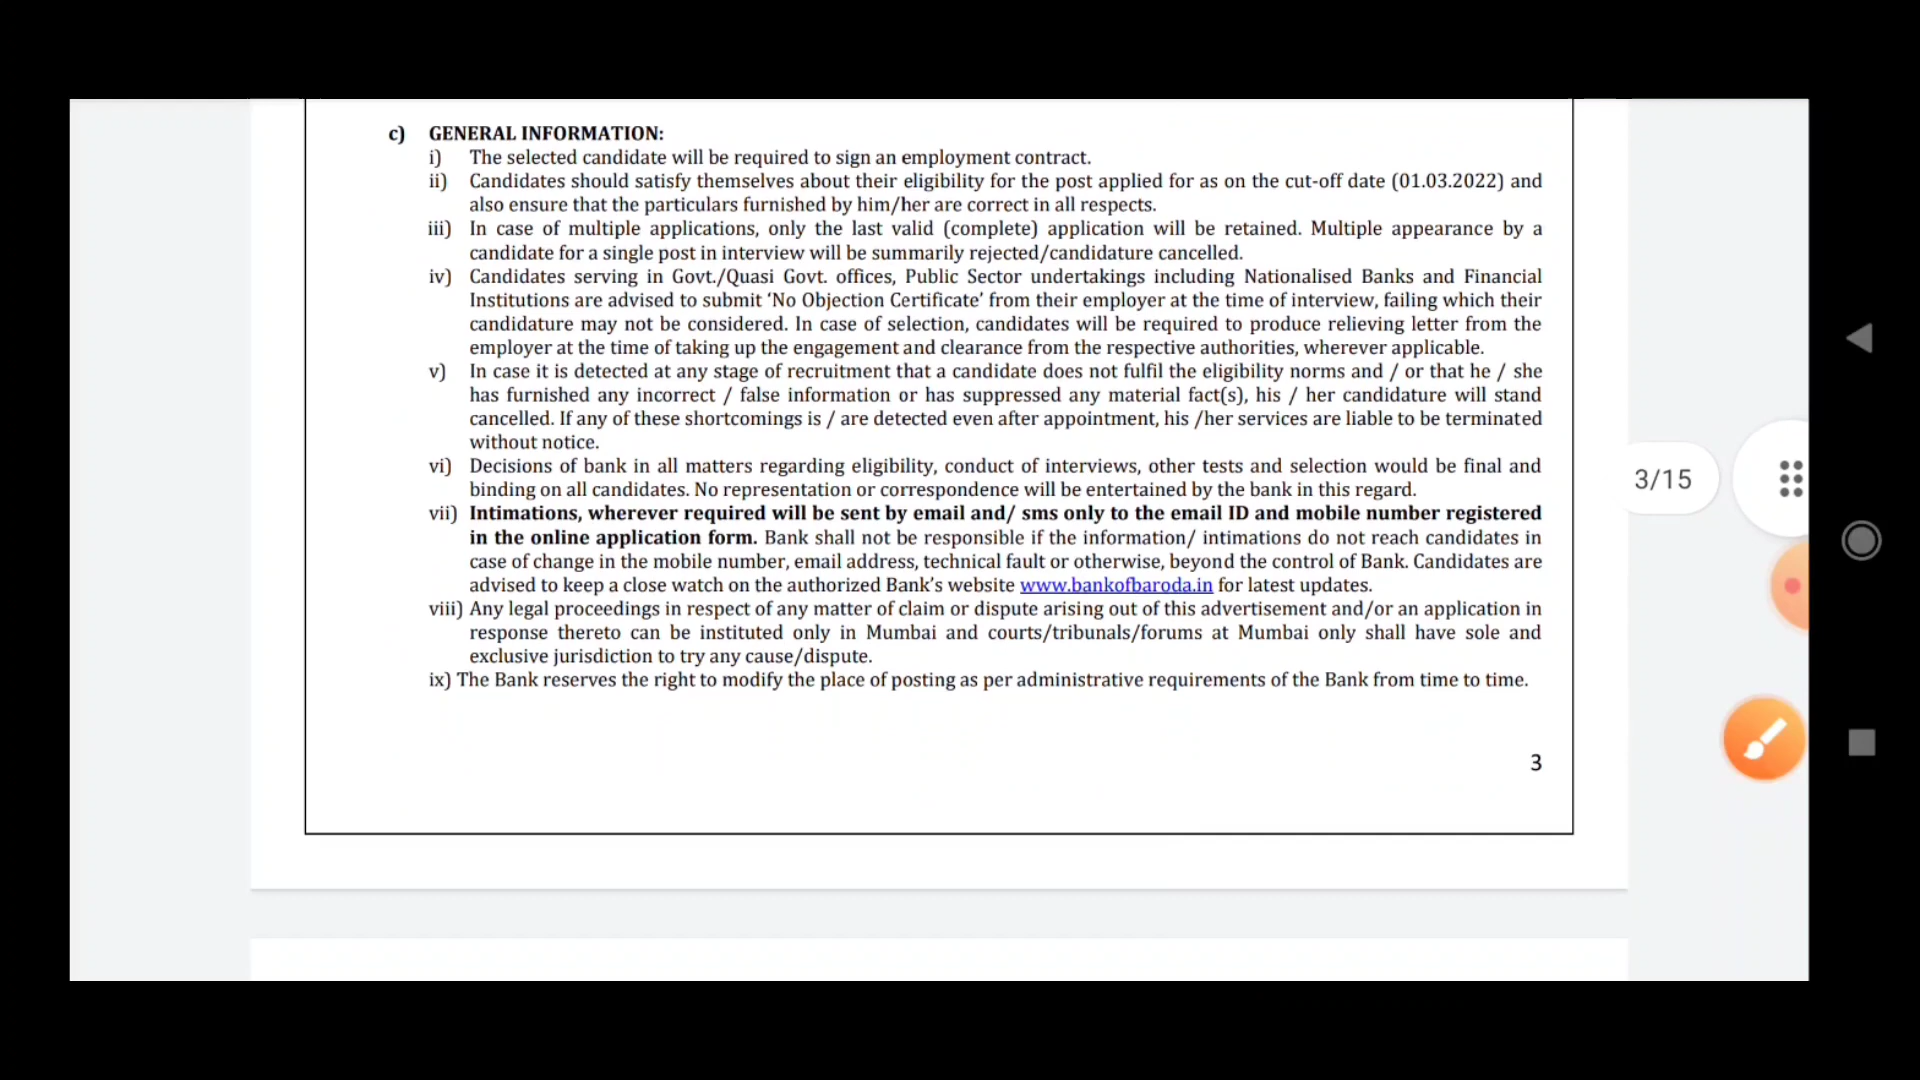 c) GENERAL INFORMATION:
i) The selected candidate will be required to sign an employment contract.
ii) Candidates should satisfy themselves about their eligibility for the post applied for as on the cut-off date (01.03.2022) and
also ensure that the particulars furnished by him/her are correct in all respects.
iii) In case of multiple applications, only the last valid (complete) application will be retained. Multiple appearance by a
candidate for a single post in interview will be summarily rejected/candidature cancelled.
iv) Candidates serving in Govt./Quasi Govt. offices, Public Sector undertakings including Nationalised Banks and Financial
Institutions are advised to submit ‘No Objection Certificate’ from their employer at the time of interview, failing which their
candidature may not be considered. In case of selection, candidates will be required to produce relieving letter from the
employer at the time of taking up the engagement and clearance from the respective authorities, wherever applicable.
v) In case it is detected at any stage of recruitment that a candidate does not fulfil the eligibility norms and / or that he / she
has furnished any incorrect / false information or has suppressed any material fact(s), his / her candidature will stand
cancelled. If any of these shortcomings is / are detected even after appointment, his /her services are liable to be terminated
without notice.
vi) Decisions of bank in all matters regarding eligibility, conduct of interviews, other tests and selection would be final and
binding on all candidates. No representation or correspondence will be entertained by the bank in this regard.
vii) Intimations, wherever required will be sent by email and/ sms only to the email ID and mobile number registered
in the online application form. Bank shall not be responsible if the information/ intimations do not reach candidates in
case of change in the mobile number, email address, technical fault or otherwise, beyond the control of Bank. Candidates are
advised to keep a close watch on the authorized Bank’s website www.bankofbaroda.in for latest updates.
viii) Any legal proceedings in respect of any matter of claim or dispute arising out of this advertisement and/or an application in
response thereto can be instituted only in Mumbai and courts/tribunals/forums at Mumbai only shall have sole and
exclusive jurisdiction to try any cause/dispute.
ix) The Bank reserves the right to modify the place of posting as per administrative requirements of the Bank from time to time.
3
3/15